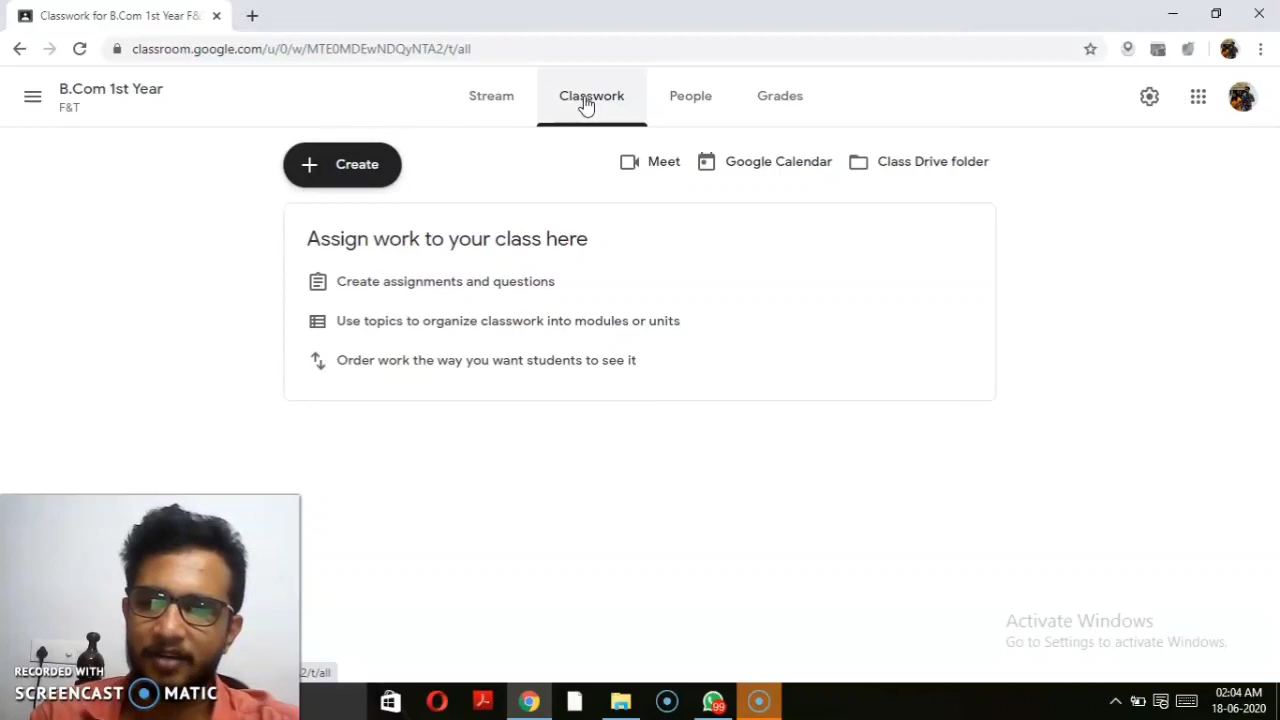 Classwork for B.Com 1st Year F&
classroom.google.com/u/0/w/MTE0MDEwNDQyNTA2/t/all
B.Com 1st Year
F&T
Stream
Classwork
People
Grades
Create
Meet
Google Calendar
Class Drive folder
Assign work to your class here
Create assignments and questions
Use topics to organize classwork into modules or units
Order work the way you want students to see it
Activate Windows
Go to Settings to activate Windows.
2/t/all
RECORDED WITH
SCREENCAST MATIC
99
02:04 AM
18-06-2020